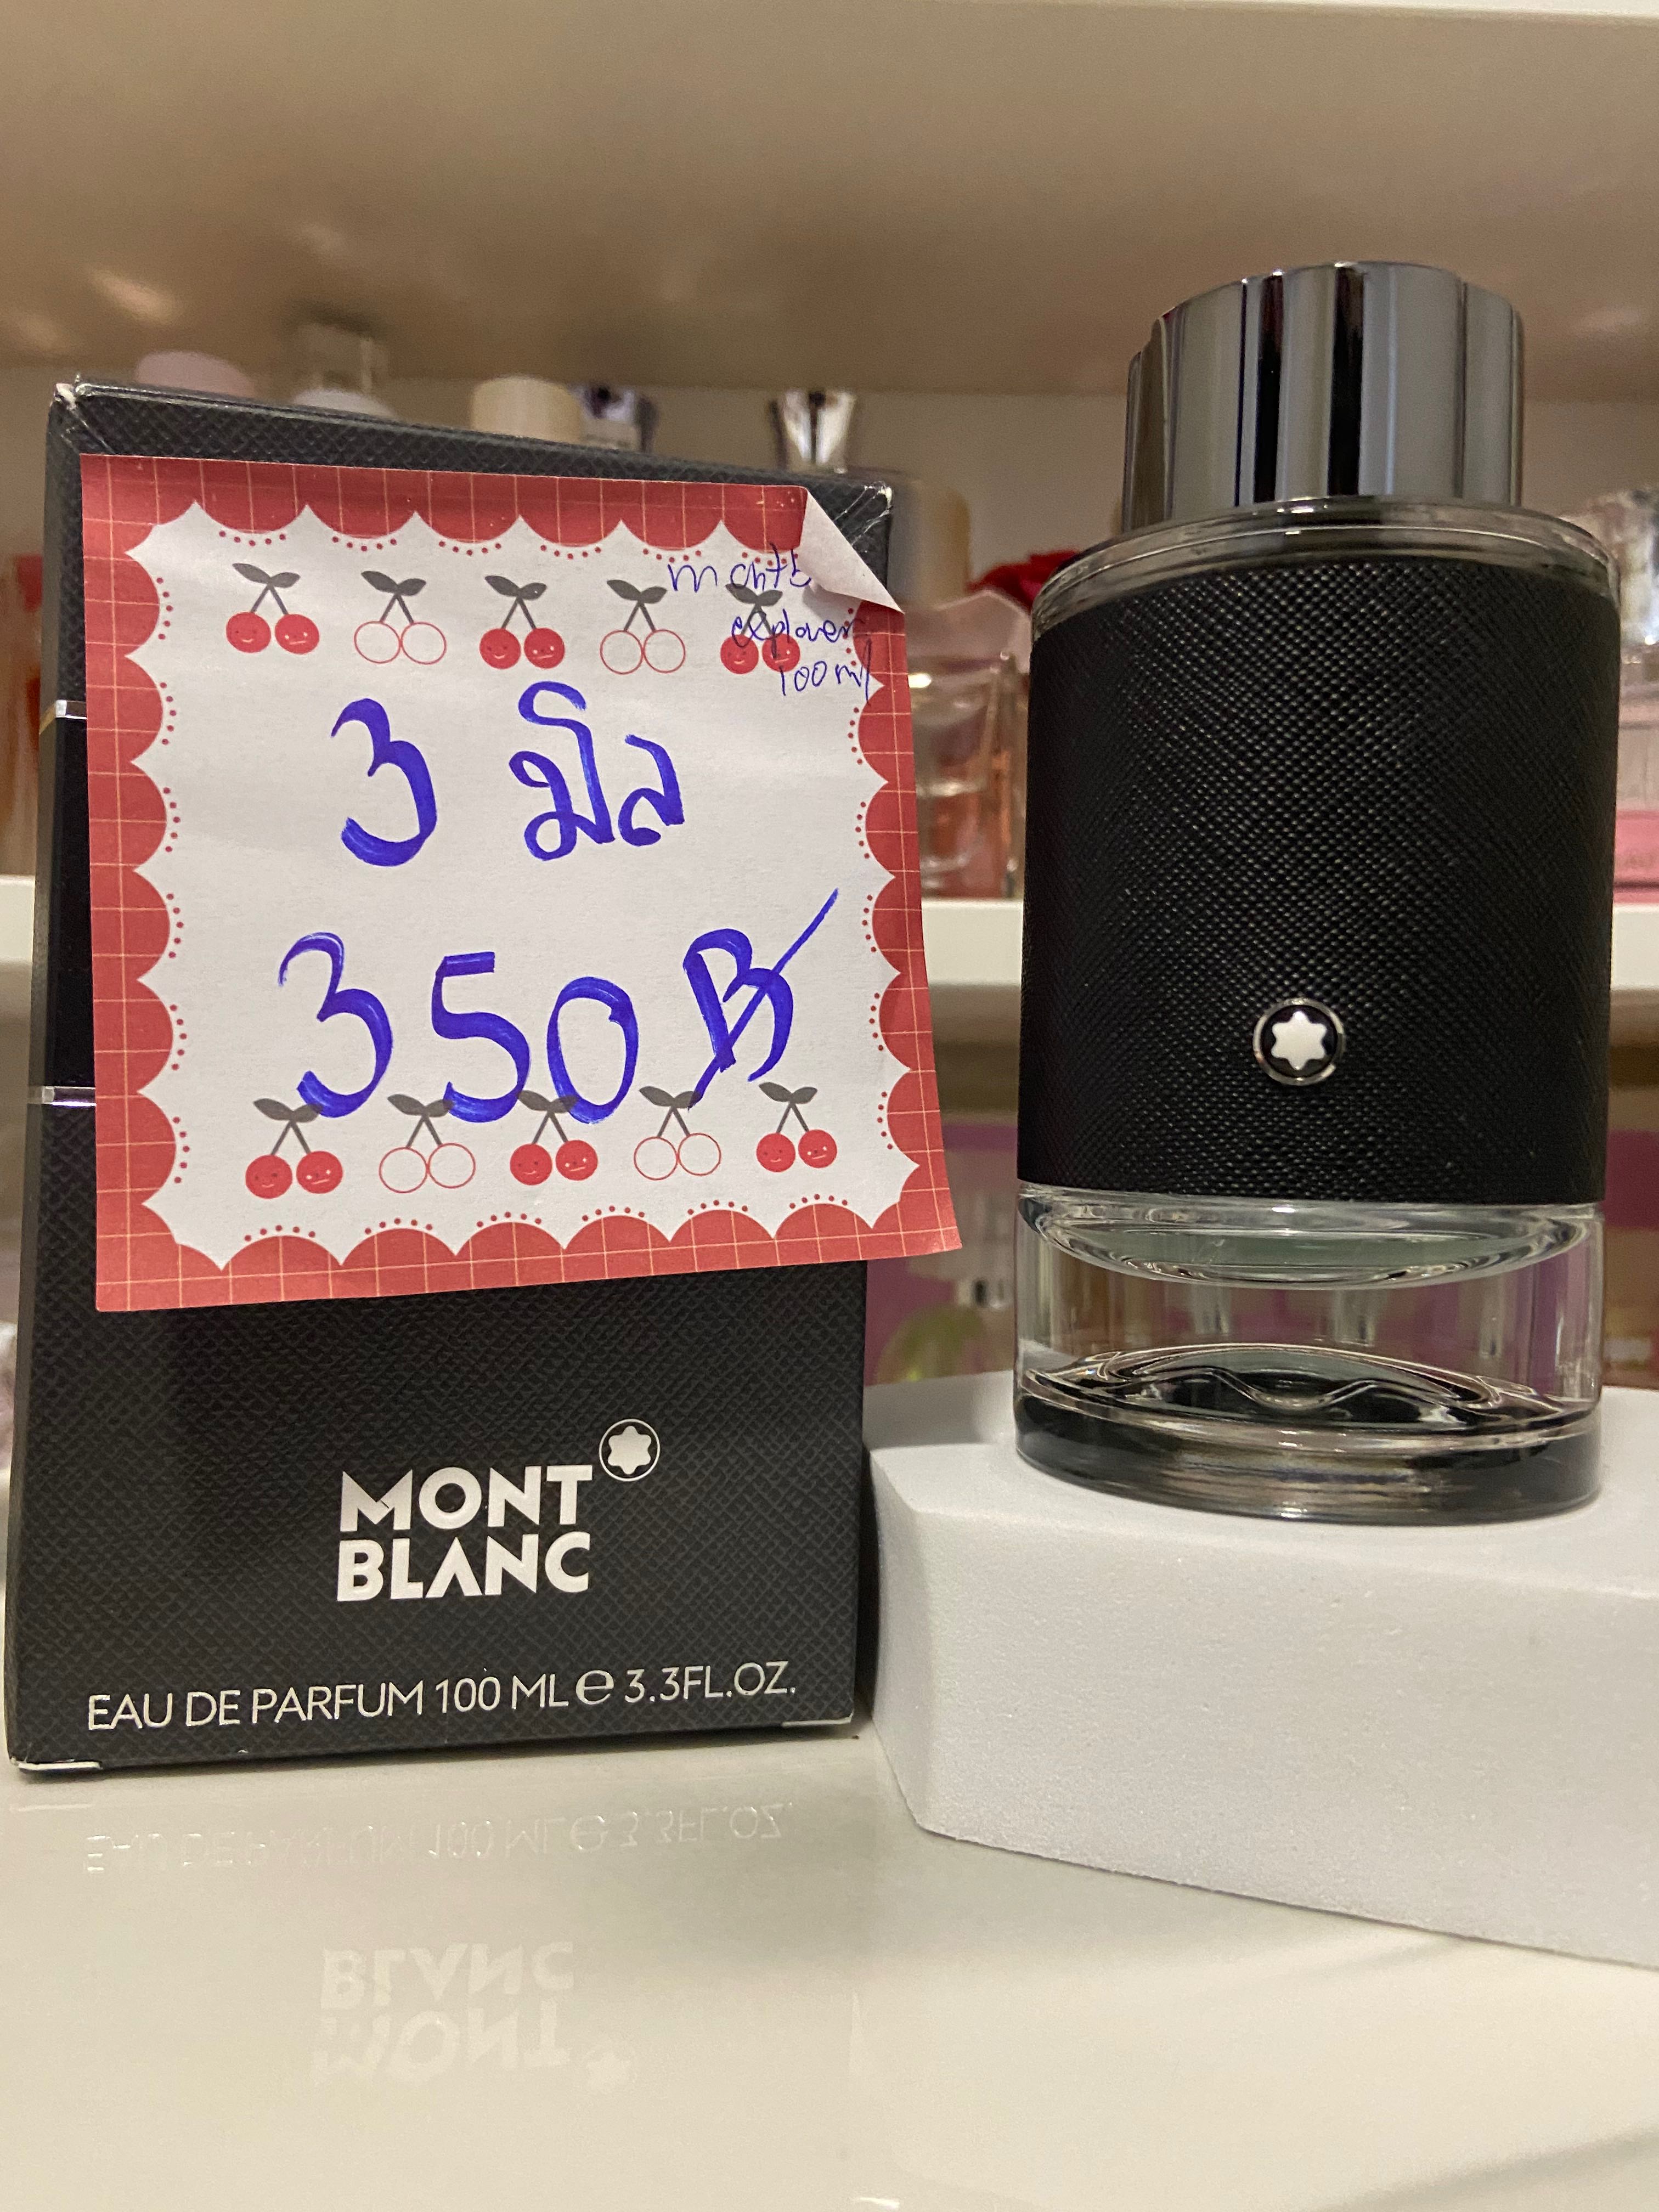 explorer
100 ml
3 มิล
350 ฿
MONT
BLANC
EAU DE PARFUM 100 ML e 3.3FL.OZ.